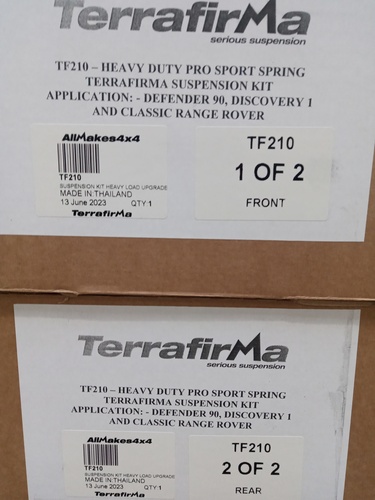 TerrafirMa
serious suspension
TF210 – HEAVY DUTY PRO SPORT SPRING
TERRAFIRMA SUSPENSION KIT
APPLICATION: - DEFENDER 90, DISCOVERY 1
AND CLASSIC RANGE ROVER
AllMakes4x4
TF210
SUSPENSION KIT HEAVY LOAD UPGRADE
MADE IN:THAILAND
13 June 2023 QTY:1
TerrafirMa
TF210
1 OF 2
FRONT
TerrafirMa
serious suspension
TF210 – HEAVY DUTY PRO SPORT SPRING
TERRAFIRMA SUSPENSION KIT
APPLICATION: - DEFENDER 90, DISCOVERY 1
AND CLASSIC RANGE ROVER
AllMakes4x4
TF210
SUSPENSION KIT HEAVY LOAD UPGRADE
MADE IN:THAILAND
13 June 2023 QTY:1
TerrafirMa
TF210
2 OF 2
REAR